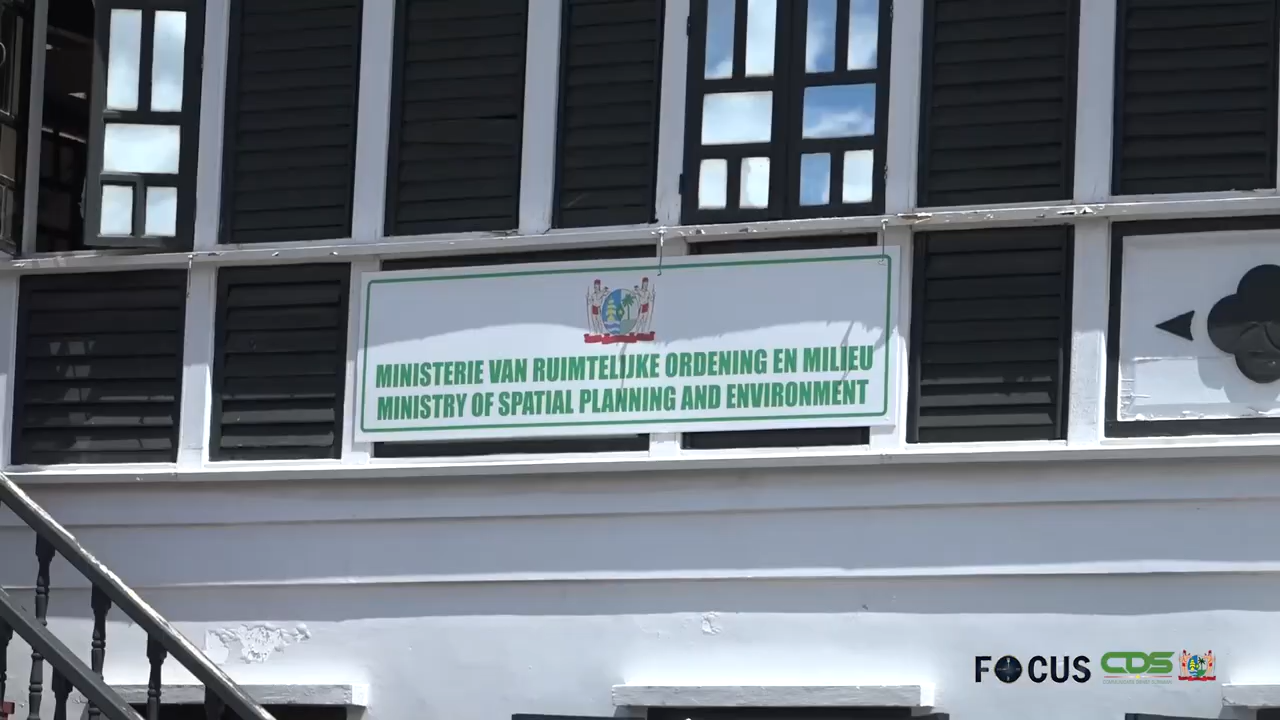 MINISTERIE VAN RUIMTELIJKE ORDENING EN MILIEU
MINISTRY OF SPATIAL PLANNING AND ENVIRONMENT
FOCUS
CDS